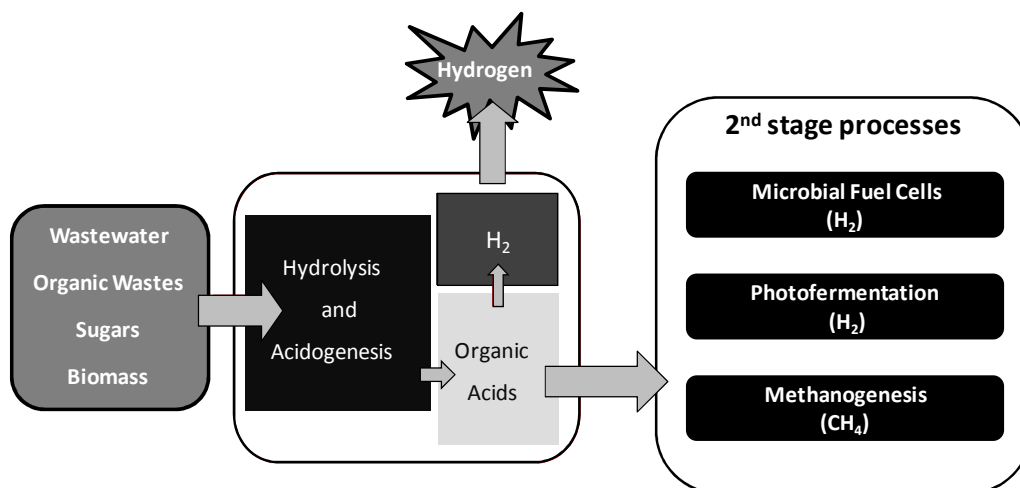 Hydrogen
2nd stage processes
Wastewater
Organic Wastes
Sugars
Biomass
Hydrolysis
and
Acidogenesis
H₂
Organic
Acids
Microbial Fuel Cells
(H₂)
Photofermentation
(H₂)
Methanogenesis
(CH₄)